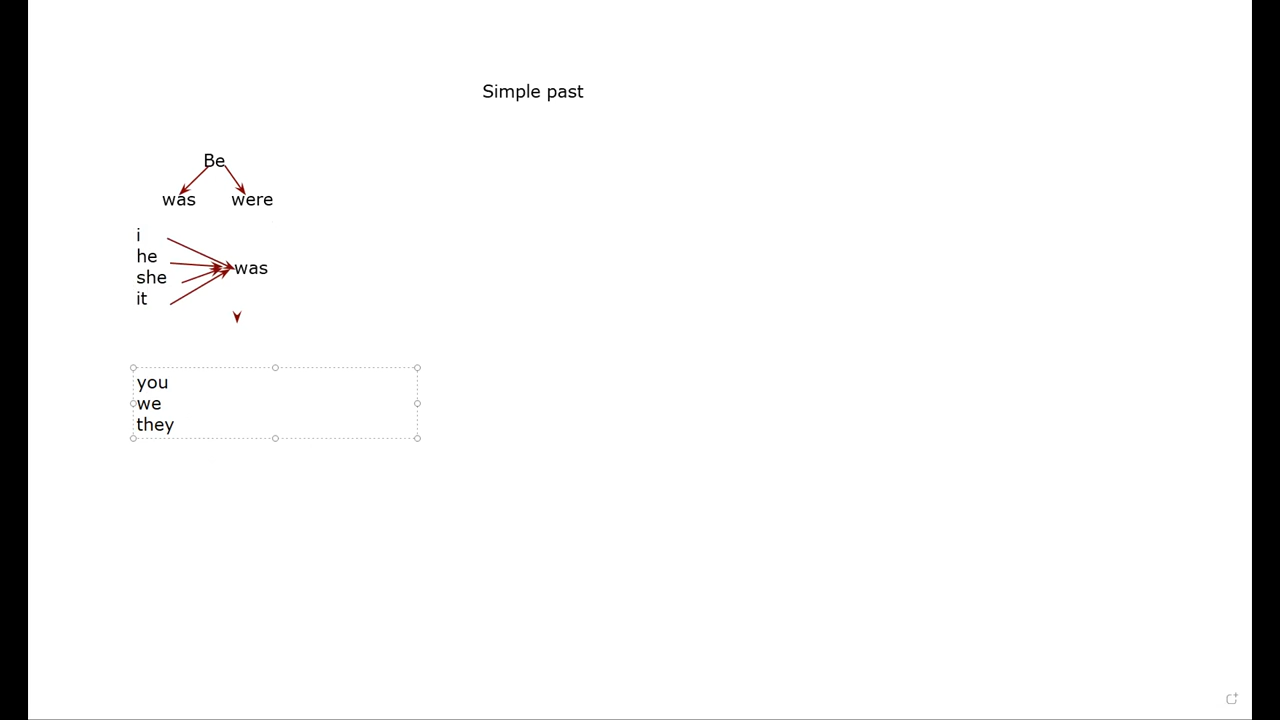 Simple past
Be
was were
i
he
she
it
was
you
we
they